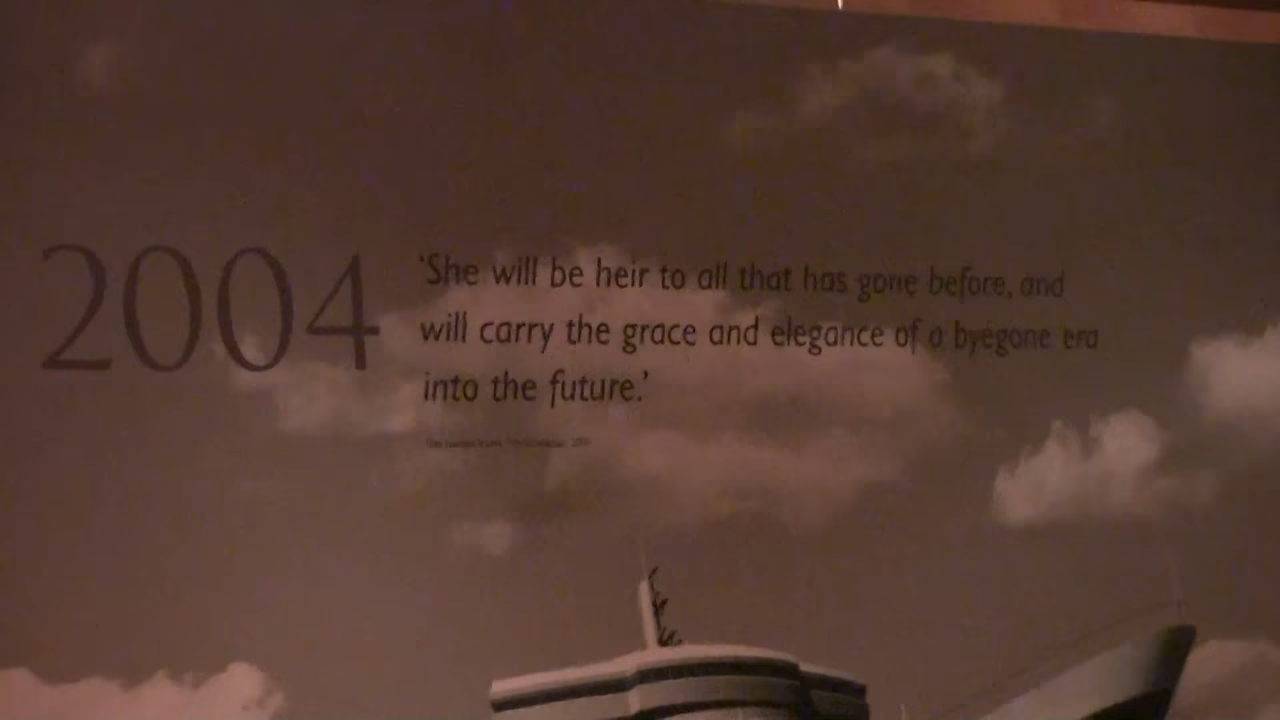 2004
'She will be heir to all that has gone before, and
will carry the grace and elegance of a byegone era
into the future.'